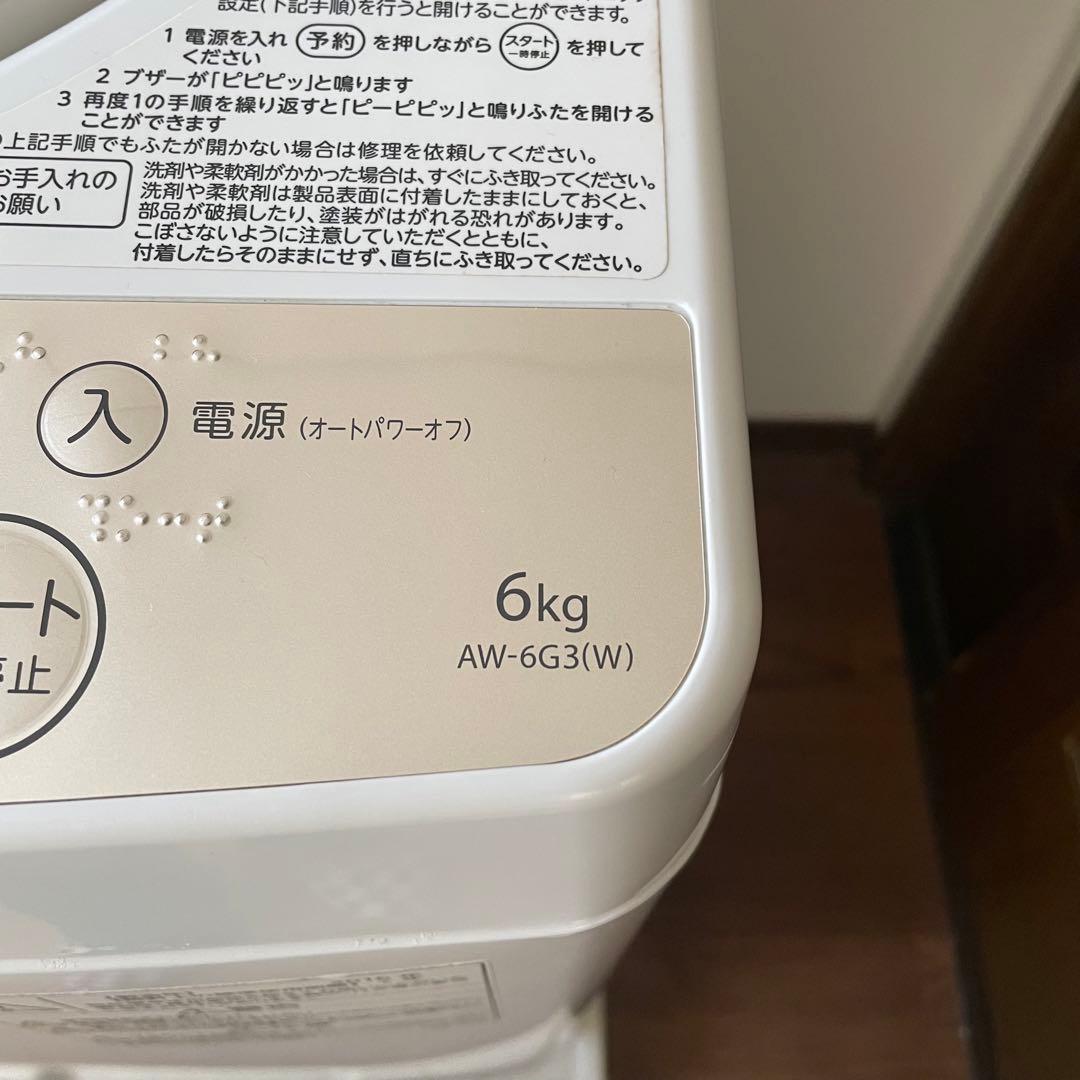 設定(下記手順)を行うと開けることができます。
1 電源を入れ 予約 を押しながら スタート 一時停止 を押して
ください
2 ブザーが「ピピピッ」と鳴ります
3 再度1の手順を繰り返すと「ピーピピッ」と鳴りふたを開ける
ことができます
上記手順でもふたが開かない場合は修理を依頼してください。
お手入れの
お願い
洗剤や柔軟剤がかかった場合は、すぐにふき取ってください。
洗剤や柔軟剤は製品表面に付着したままにしておくと、
部品が破損したり、塗装がはがれる恐れがあります。
こぼさないように注意していただくとともに、
付着したらそのままにせず、直ちにふき取ってください。
入 電源 (オートパワーオフ)
ート
停止
6kg
AW-6G3(W)